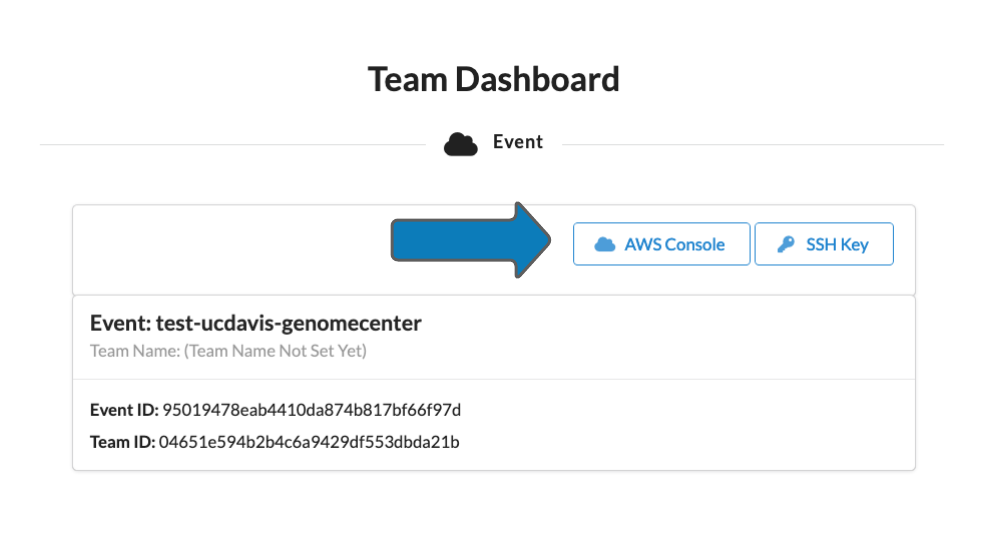 Team Dashboard
Event
AWS Console
SSH Key
Event: test-ucdavis-genomecenter
Team Name: (Team Name Not Set Yet)
Event ID: 95019478eab4410da874b817bf66f97d
Team ID: 04651e594b2b4c6a9429df553dbda21b